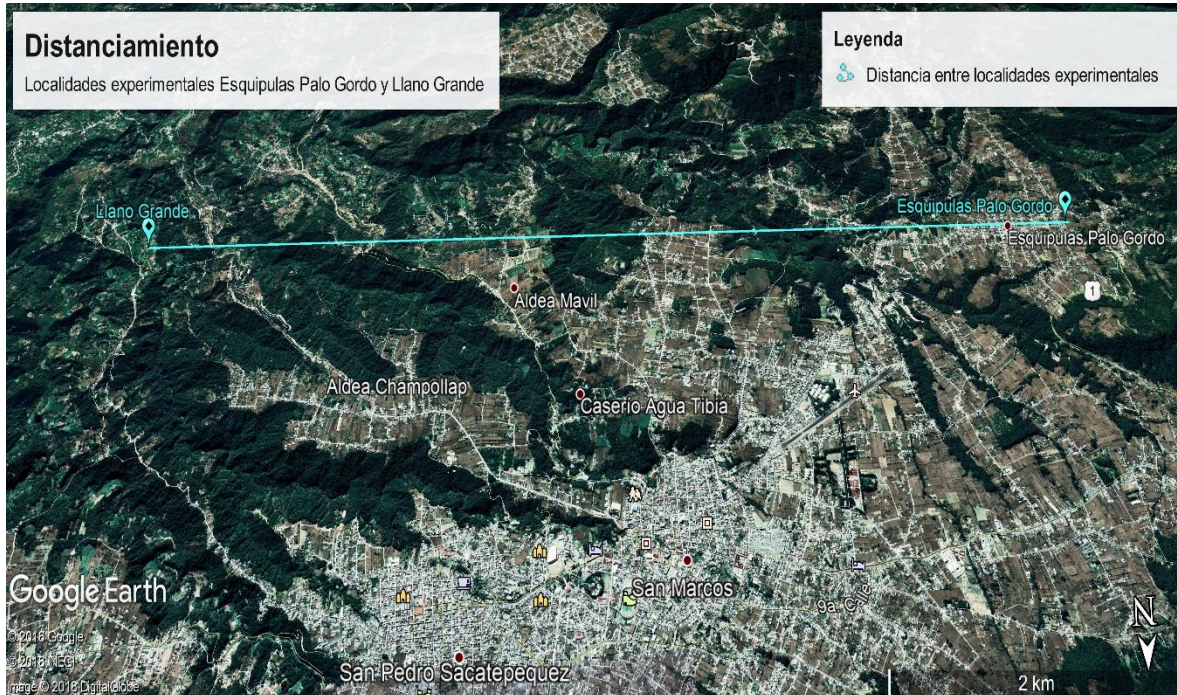 Distanciamiento
Localidades experimentales Esquipulas Palo Gordo y Llano Grande
Leyenda
Distancia entre localidades experimentales
Llano Grande
Esquipulas Palo Gordo
Esquipulas Palo Gordo
Aldea Mavil
1
Aldea Champollap
Caserio Agua Tibia
San Marcos
9a. Calle
Google Earth
N
© 2018 Google
© 2018 INEGI
Image © 2018 DigitalGlobe
San Pedro Sacatepequez
2 km